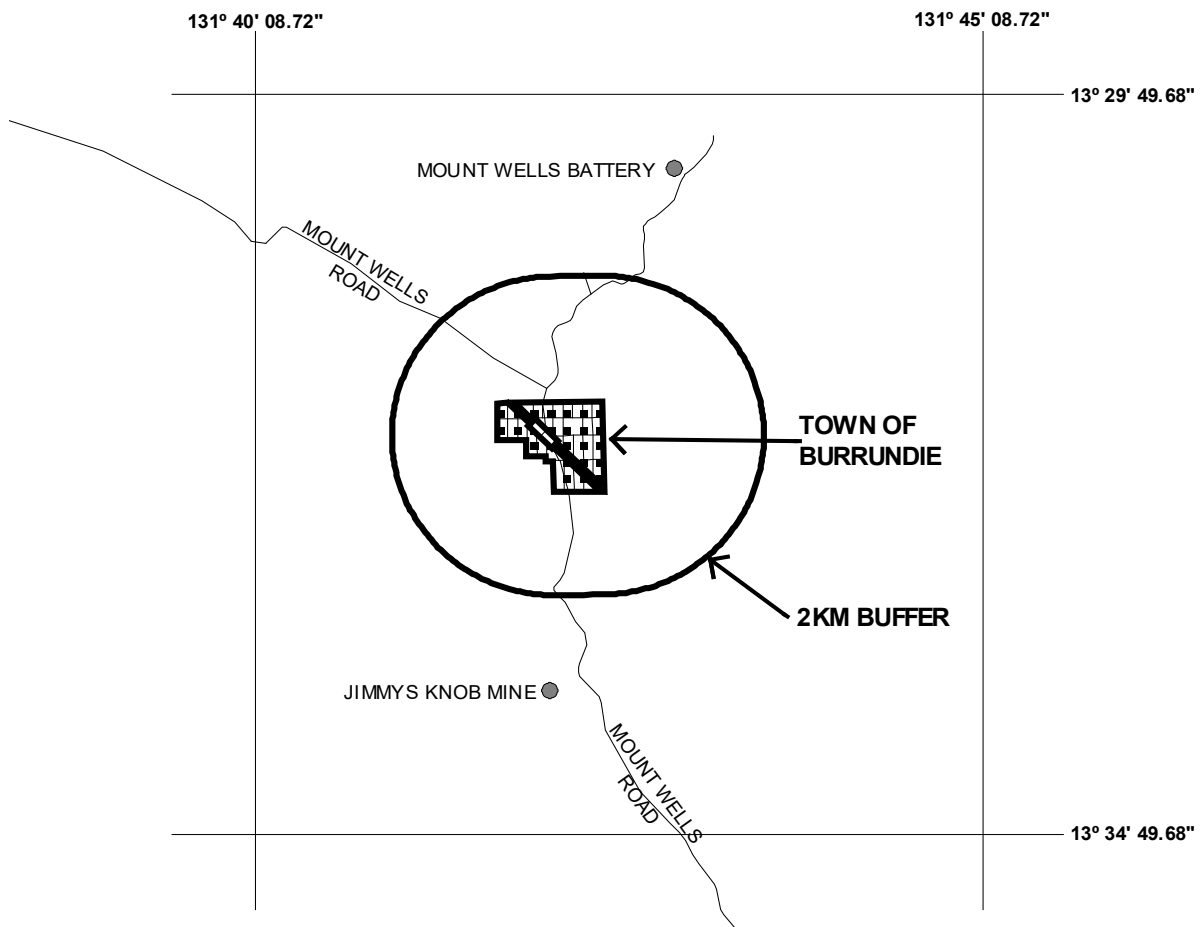 131º 40' 08.72"
131º 45' 08.72"
13º 29' 49.68"
MOUNT WELLS BATTERY
MOUNT WELLS
ROAD
TOWN OF
BURRUNDIE
2KM BUFFER
JIMMYS KNOB MINE
MOUNT WELLS
ROAD
13º 34' 49.68"